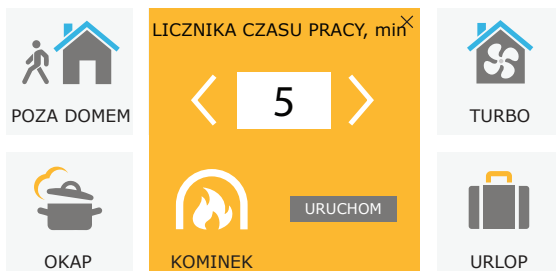 LICZNIKA CZASU PRACY, min
5
POZA DOMEM
TURBO
URUCHOM
OKAP
KOMINEK
URLOP